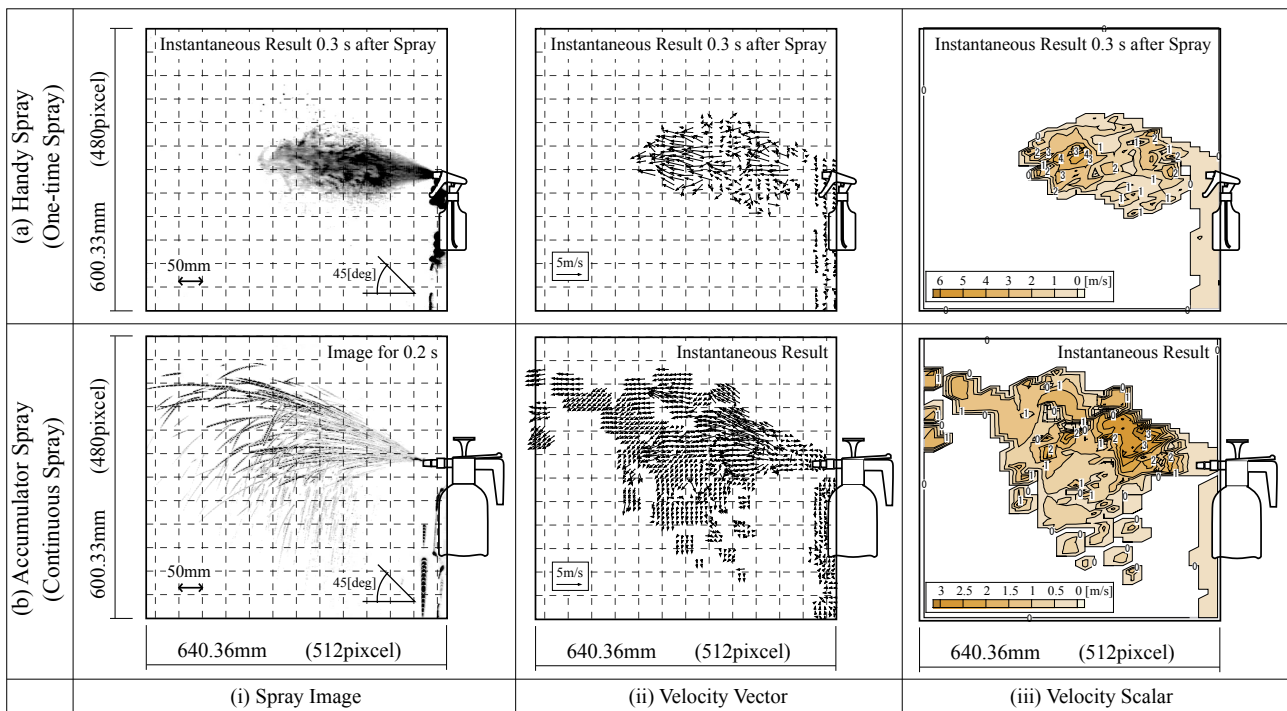 (a) Handy Spray
(One-time Spray)
600.33mm (480pixel)
Instantaneous Result 0.3 s after Spray
50mm
45[deg]
Instantaneous Result 0.3 s after Spray
5m/s
Instantaneous Result 0.3 s after Spray
6 5 4 3 2 1 0 [m/s]
(b) Accumulator Spray
(Continuous Spray)
600.33mm (480pixel)
Image for 0.2 s
50mm
45[deg]
Instantaneous Result
5m/s
Instantaneous Result
3 2.5 2 1.5 1 0.5 0 [m/s]
640.36mm (512pixcel)
640.36mm (512pixcel)
640.36mm (512pixcel)
(i) Spray Image
(ii) Velocity Vector
(iii) Velocity Scalar